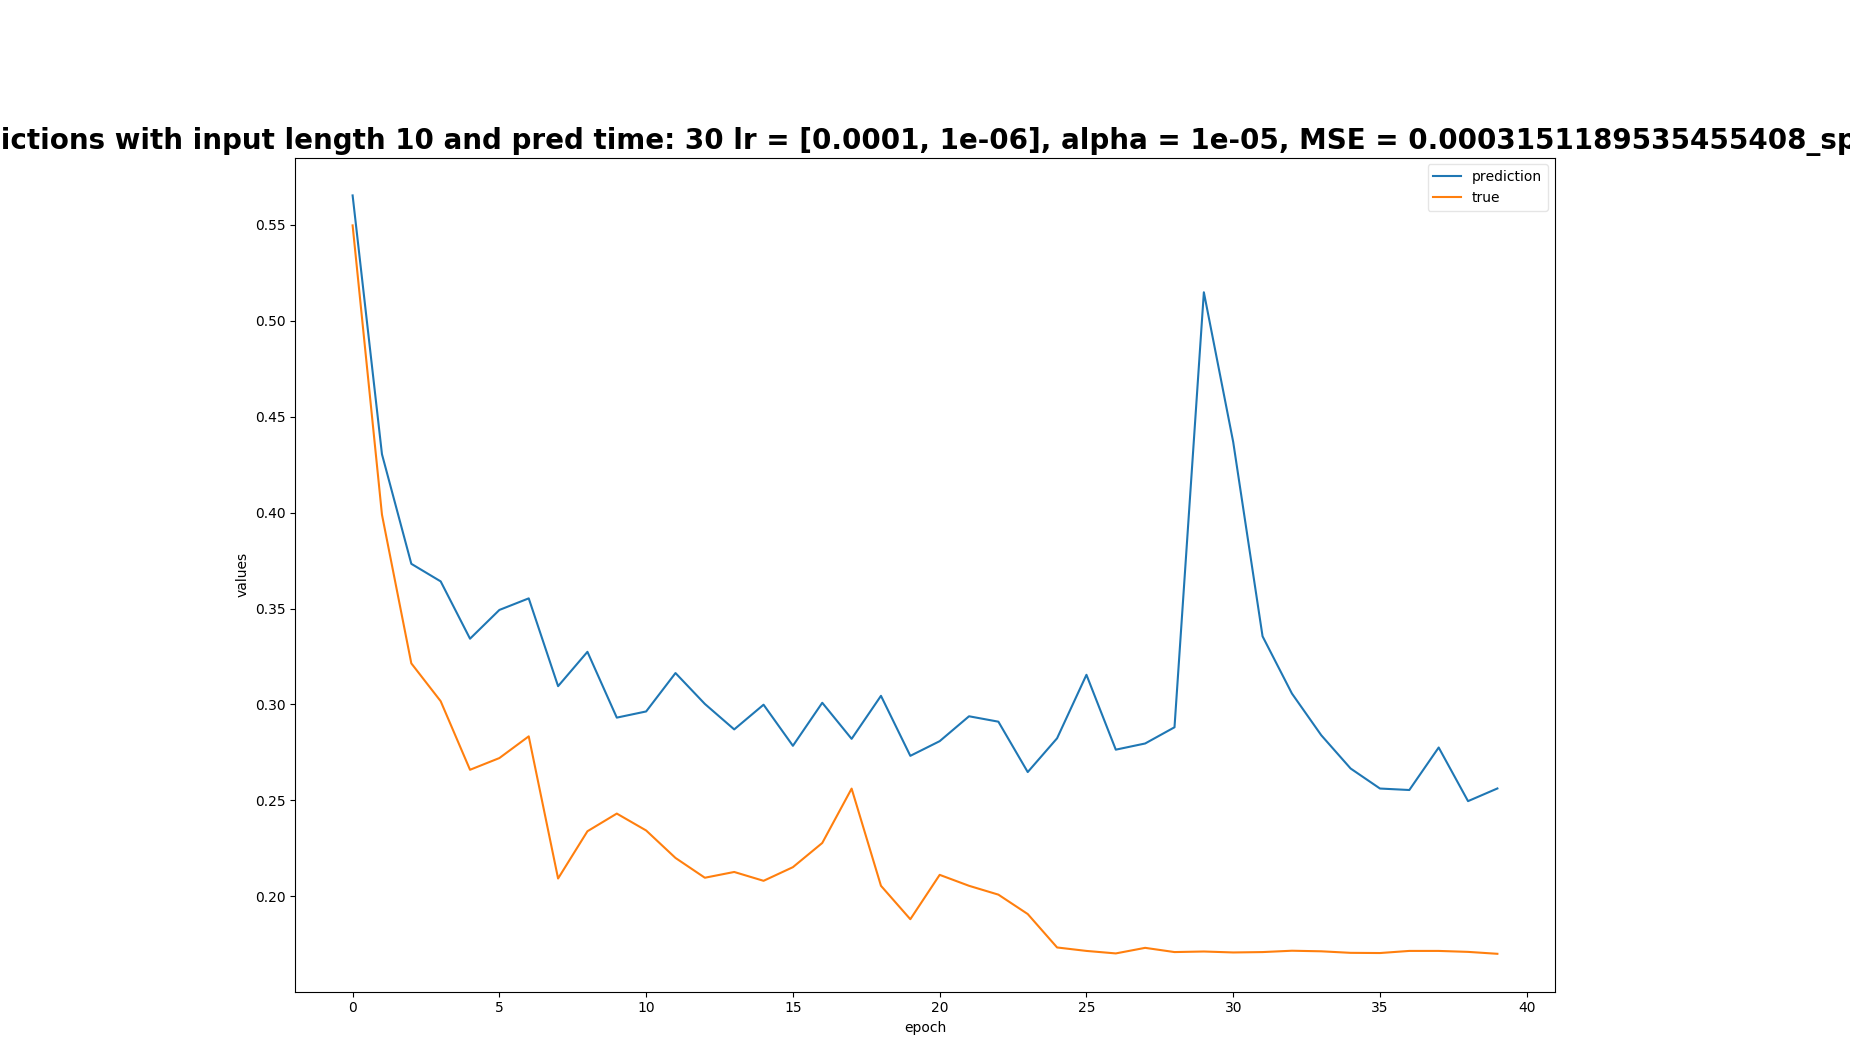 ictions with input length 10 and pred time: 30 lr = [0.0001, 1e-06], alpha = 1e-05, MSE = 0.0003151189535455408_sp
prediction
true
0.55
0.50
0.45
0.40
0.35
0.30
0.25
0.20
values
0 5 10 15 20 25 30 35 40
epoch